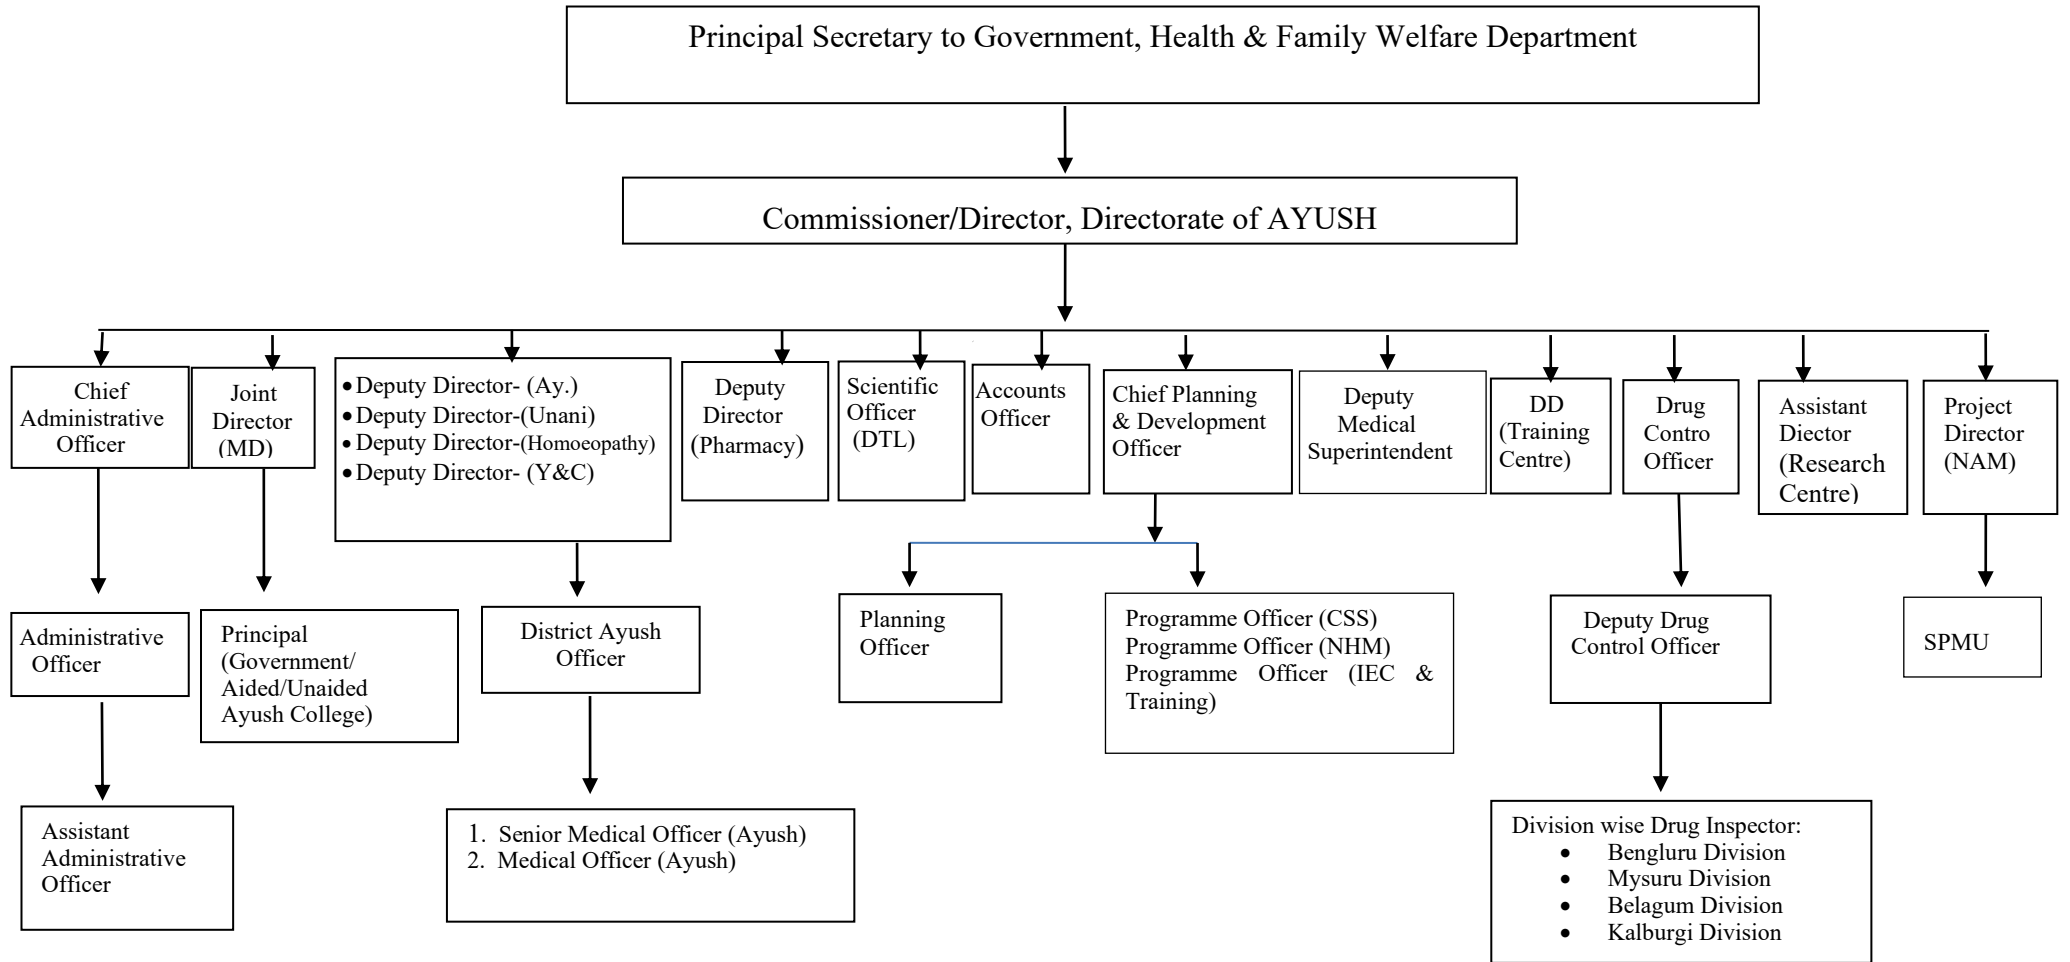 Principal Secretary to Government, Health & Family Welfare Department
Commissioner/Director, Directorate of AYUSH
Chief
Administrative
Officer
Joint
Director
(MD)
• Deputy Director- (Ay.)
• Deputy Director-(Unani)
• Deputy Director-(Homoeopathy)
• Deputy Director- (Y&C)
Deputy
Director
(Pharmacy)
Scientific
Officer
(DTL)
Accounts
Officer
Chief Planning
& Development
Officer
Deputy
Medical
Superintendent
DD
(Training
Centre)
Drug
Contro
Officer
Assistant
Diector
(Research
Centre)
Project
Director
(NAM)
Administrative
Officer
Principal
(Government/
Aided/Unaided
Ayush College)
District Ayush
Officer
Planning
Officer
Programme Officer (CSS)
Programme Officer (NHM)
Programme Officer (IEC &
Training)
Deputy Drug
Control Officer
SPMU
Assistant
Administrative
Officer
1. Senior Medical Officer (Ayush)
2. Medical Officer (Ayush)
Division wise Drug Inspector:
• Bengluru Division
• Mysuru Division
• Belagum Division
• Kalburgi Division